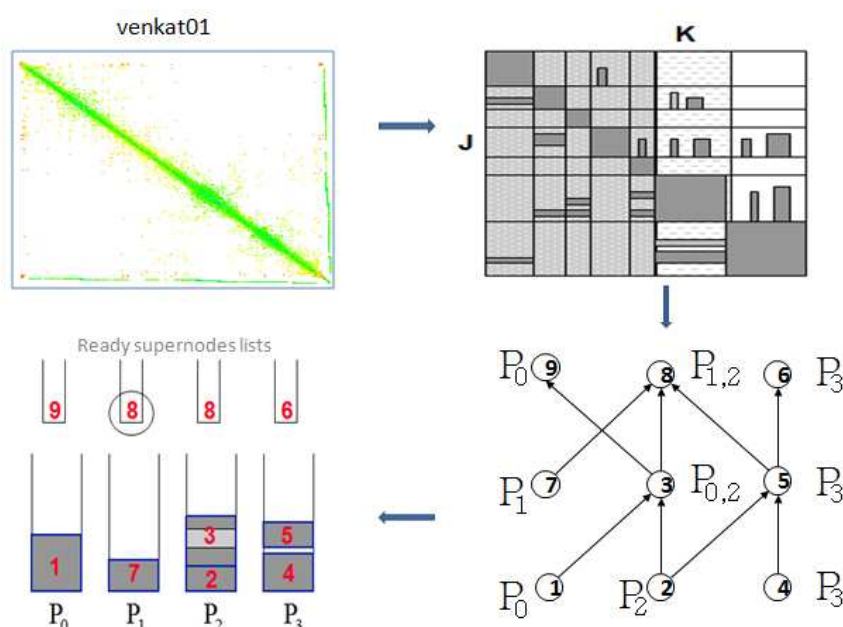 venkat01
K
J
Ready supernodes lists
9 8 8 6
1 7 3 2 5 4
P0 P1 P2 P3
P0 9 8 P1,2 6 P3
P1 7 3 P0,2 5 P3
P0 1 P2 2 4 P3